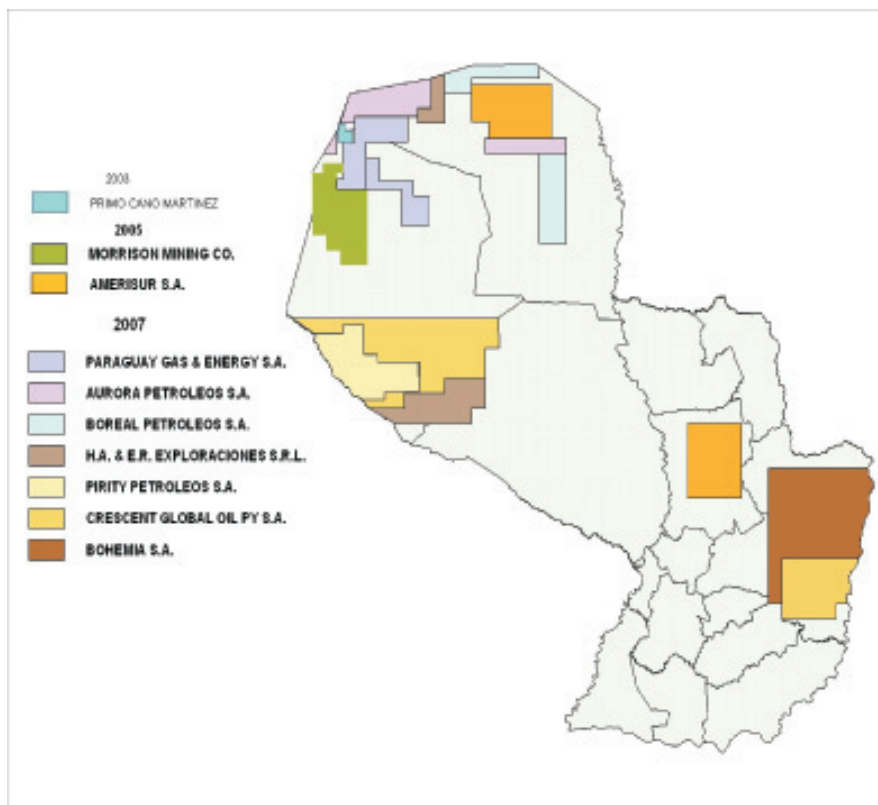 2003
PRIMO CANO MARTINEZ
2005
MORRISON MINING CO.
AMERISUR S.A.
2007
PARAGUAY GAS & ENERGY S.A.
AURORA PETROLEOS S.A.
BOREAL PETROLEOS S.A.
H.A. & E.R. EXPLORACIONES S.R.L.
PIRITY PETROLEOS S.A.
CRESCENT GLOBAL OIL PY S.A.
BOHEMIA S.A.